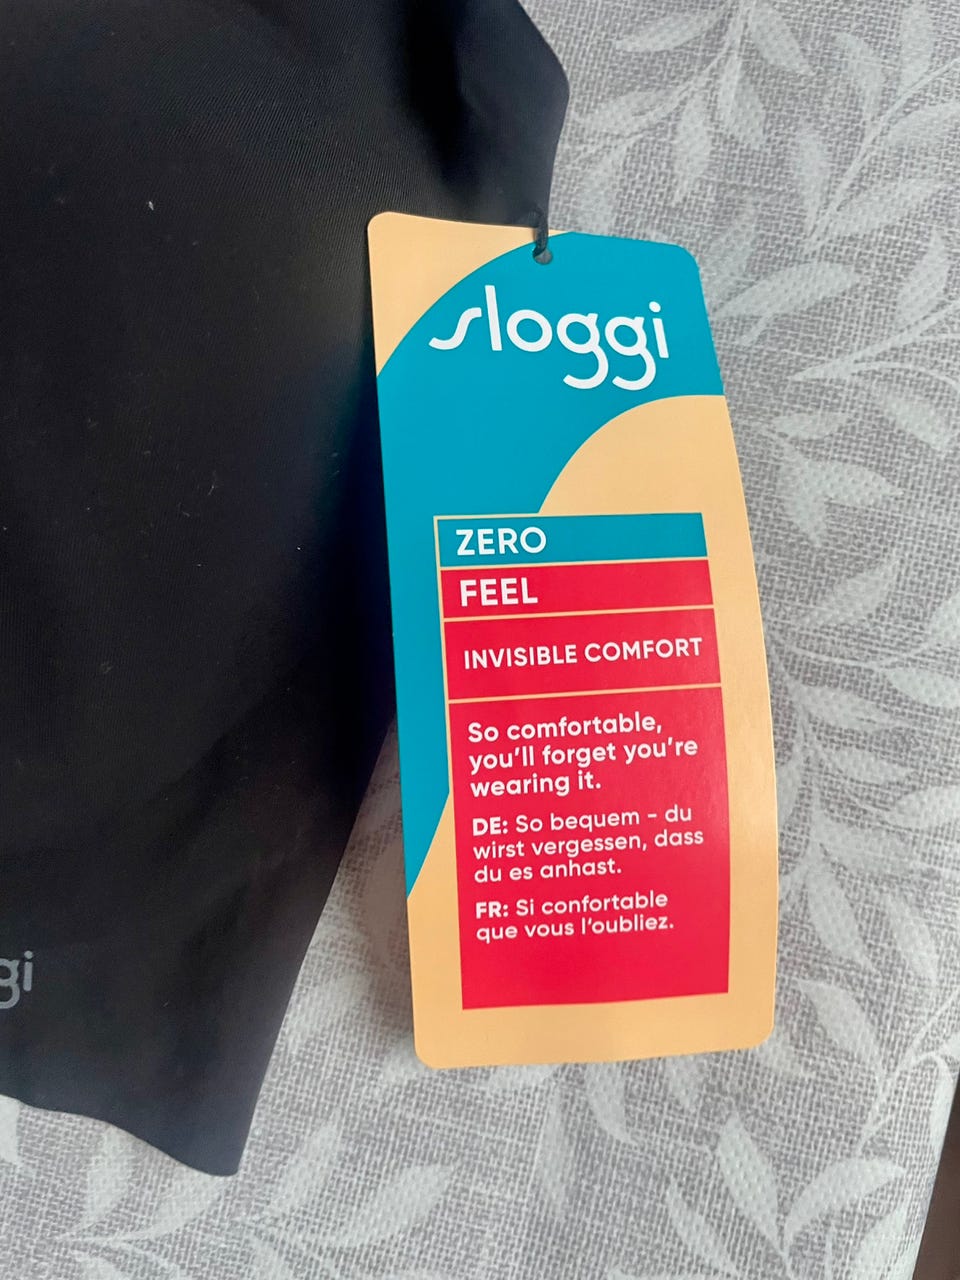 sloggi
ZERO
FEEL
INVISIBLE COMFORT
So comfortable,
you'll forget you're
wearing it.
DE: So bequem - du
wirst vergessen, dass
du es anhast.
FR: Si confortable
que vous l'oubliez.
gi